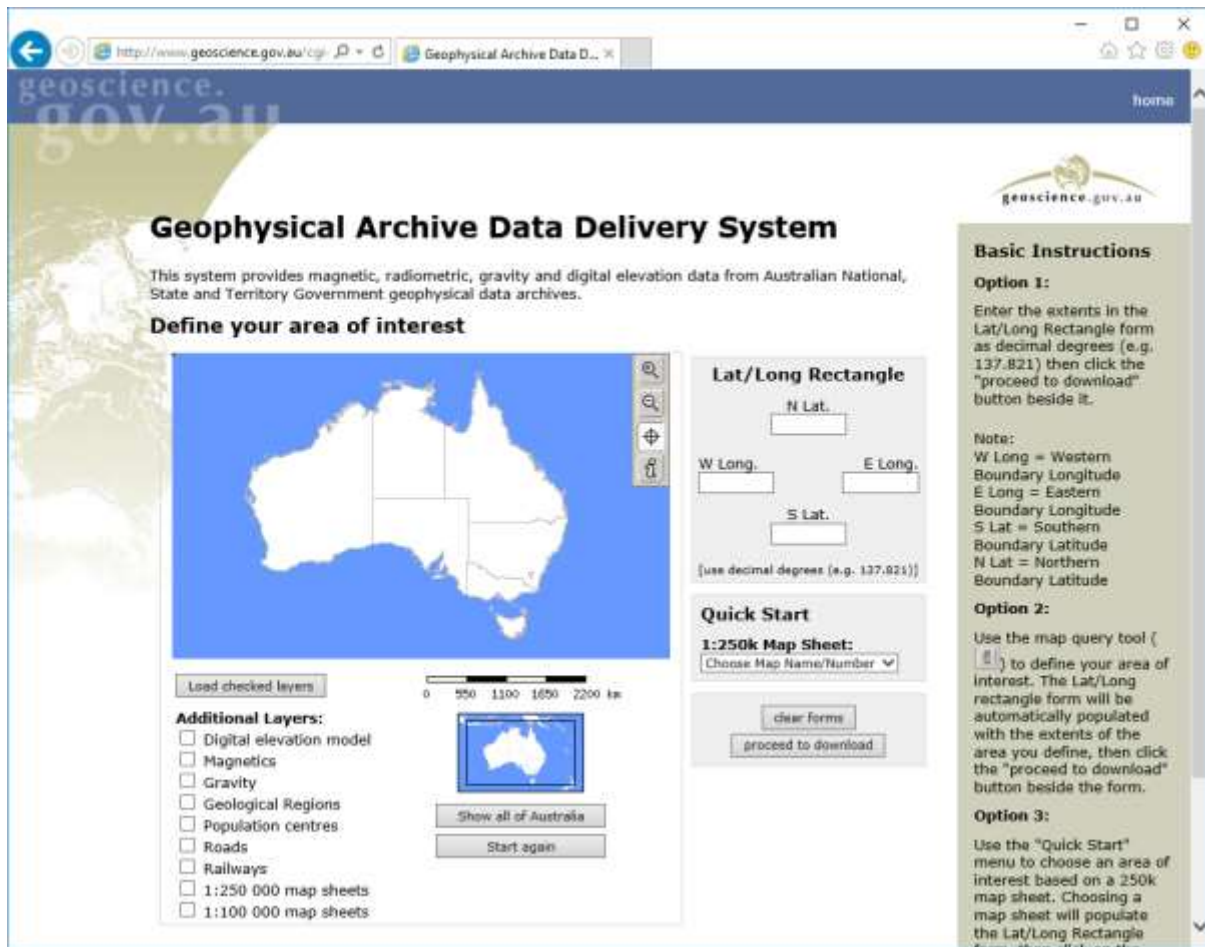 http://www.geoscience.gov.au/cgi-
Geophysical Archive Data D...
geoscience.
gov.au
home
geoscience.gov.au
Geophysical Archive Data Delivery System
This system provides magnetic, radiometric, gravity and digital elevation data from Australian National,
State and Territory Government geophysical data archives.
Define your area of interest
Lat/Long Rectangle
N Lat.
W Long.
E Long.
S Lat.
[use decimal degrees (e.g. 137.821)]
Quick Start
1:250k Map Sheet:
Choose Map Name/Number
clear forms
proceed to download
Load checked layers
0 550 1100 1650 2200 km
Additional Layers:
Digital elevation model
Magnetics
Gravity
Geological Regions
Population centres
Roads
Railways
1:250 000 map sheets
1:100 000 map sheets
Show all of Australia
Start again
Basic Instructions
Option 1:
Enter the extents in the
Lat/Long Rectangle form
as decimal degrees (e.g.
137.821) then click the
"proceed to download"
button beside it.
Note:
W Long = Western
Boundary Longitude
E Long = Eastern
Boundary Longitude
S Lat = Southern
Boundary Latitude
N Lat = Northern
Boundary Latitude
Option 2:
Use the map query tool (
) to define your area of
interest. The Lat/Long
rectangle form will be
automatically populated
with the extents of the
area you define, then click
the "proceed to download"
button beside the form.
Option 3:
Use the "Quick Start"
menu to choose an area of
interest based on a 250k
map sheet. Choosing a
map sheet will populate
the Lat/Long Rectangle